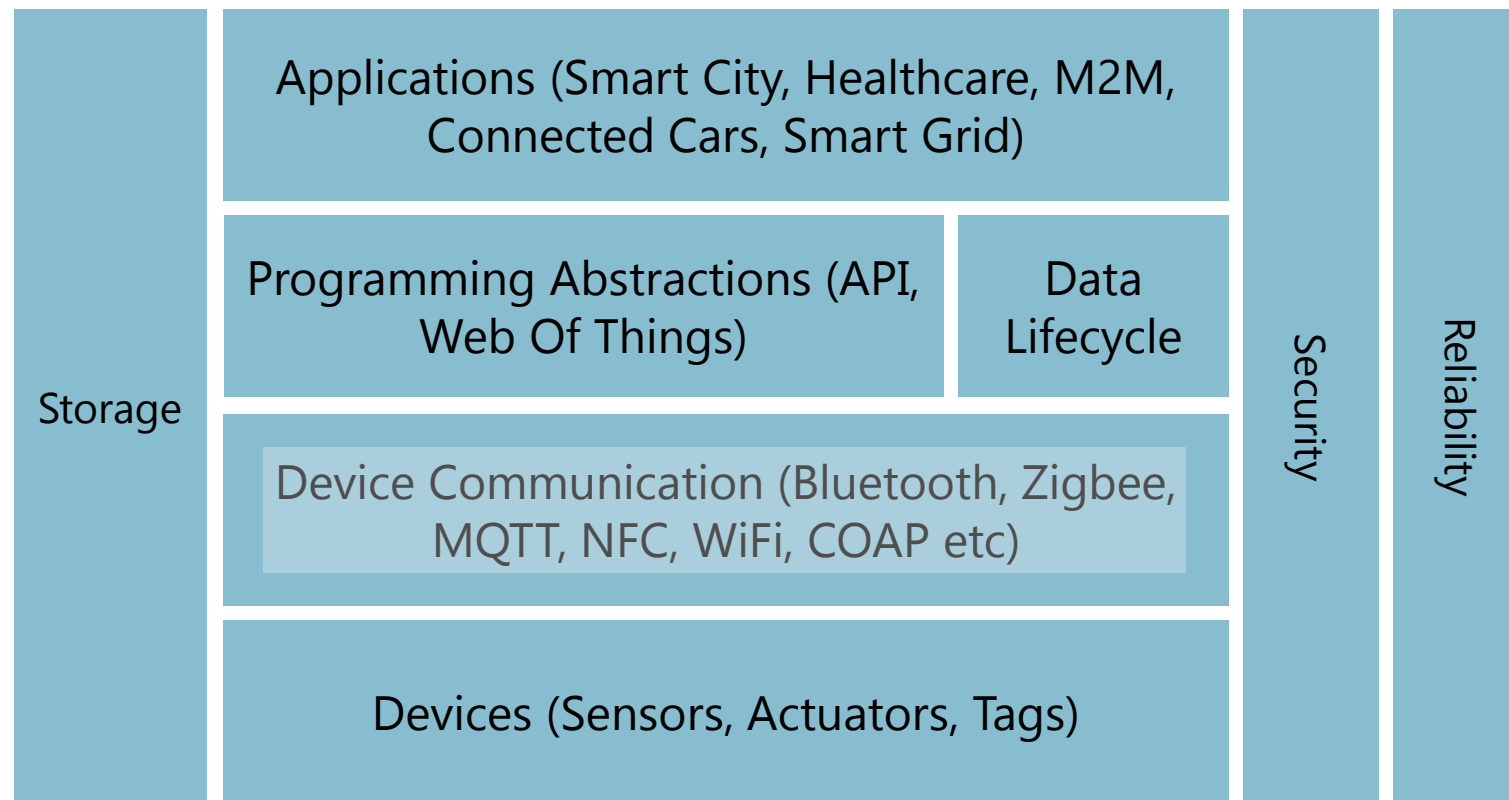 Storage
Applications (Smart City, Healthcare, M2M,
Connected Cars, Smart Grid)
Programming Abstractions (API,
Web Of Things)
Data
Lifecycle
Device Communication (Bluetooth, Zigbee,
MQTT, NFC, WiFi, COAP etc)
Devices (Sensors, Actuators, Tags)
Security
Reliability